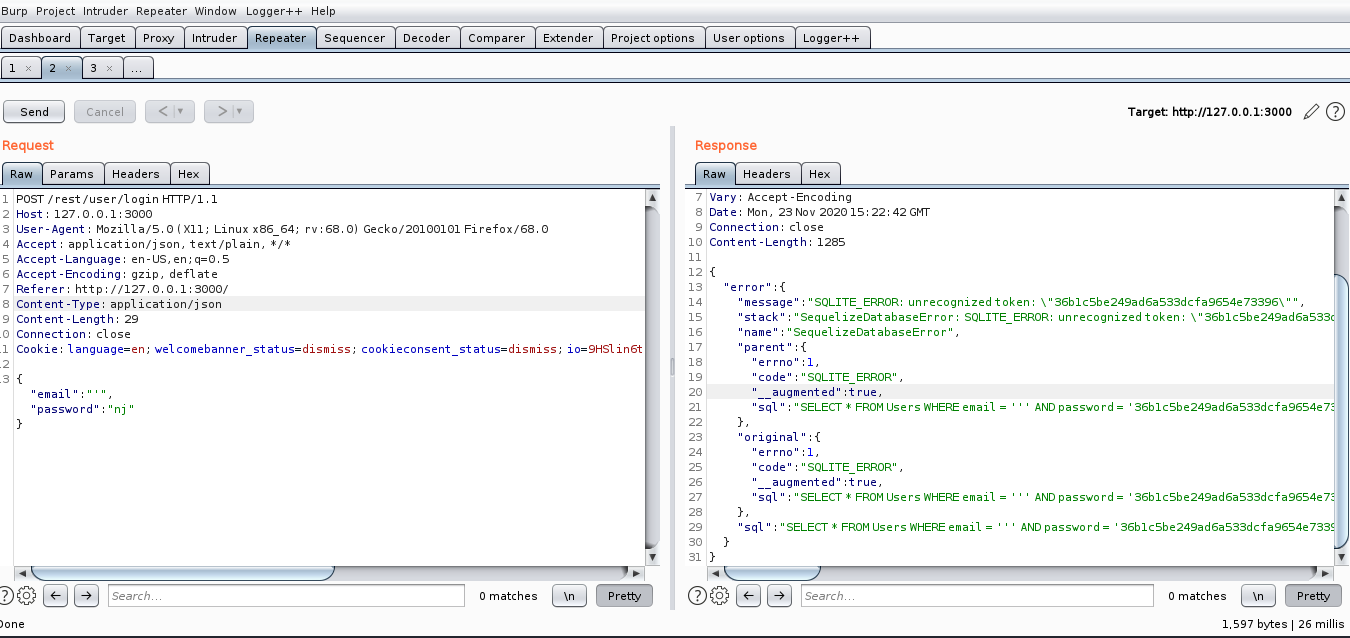 Burp Project Intruder Repeater Window Logger++ Help
Dashboard Target Proxy Intruder Repeater Sequencer Decoder Comparer Extender Project options User options Logger++
1 × 2 × 3 × ...
Send Cancel < > Target: http://127.0.0.1:3000 ?
Request
Raw Params Headers Hex
1 POST /rest/user/login HTTP/1.1
2 Host: 127.0.0.1:3000
3 User-Agent: Mozilla/5.0 (X11; Linux x86_64; rv:68.0) Gecko/20100101 Firefox/68.0
4 Accept: application/json, text/plain, */*
5 Accept-Language: en-US,en;q=0.5
6 Accept-Encoding: gzip, deflate
7 Referer: http://127.0.0.1:3000/
8 Content-Type: application/json
9 Content-Length: 29
10 Connection: close
11 Cookie: language=en; welcomebanner_status=dismiss; cookieconsent_status=dismiss; io=9HSlin6t
12
13 {
"email":"'",
"password":"nj"
}
? Search... 0 matches \n Pretty
Done
Response
Raw Headers Hex
7 Vary: Accept-Encoding
8 Date: Mon, 23 Nov 2020 15:22:42 GMT
9 Connection: close
10 Content-Length: 1285
11
12 {
13 "error":{
14 "message":"SQLITE_ERROR: unrecognized token: \"36b1c5be249ad6a533dcfa9654e73396\"",
15 "stack":"SequelizeDatabaseError: SQLITE_ERROR: unrecognized token: \"36b1c5be249ad6a533dc
16 "name":"SequelizeDatabaseError",
17 "parent":{
18 "errno":1,
19 "code":"SQLITE_ERROR",
20 "__augmented":true,
21 "sql":"SELECT * FROM Users WHERE email = ''' AND password = '36b1c5be249ad6a533dcfa9654e73
22 },
23 "original":{
24 "errno":1,
25 "code":"SQLITE_ERROR",
26 "__augmented":true,
27 "sql":"SELECT * FROM Users WHERE email = ''' AND password = '36b1c5be249ad6a533dcfa9654e73
28 },
29 "sql":"SELECT * FROM Users WHERE email = ''' AND password = '36b1c5be249ad6a533dcfa9654e7339
30 }
31 }
? Search... 0 matches \n Pretty
1,597 bytes | 26 millis